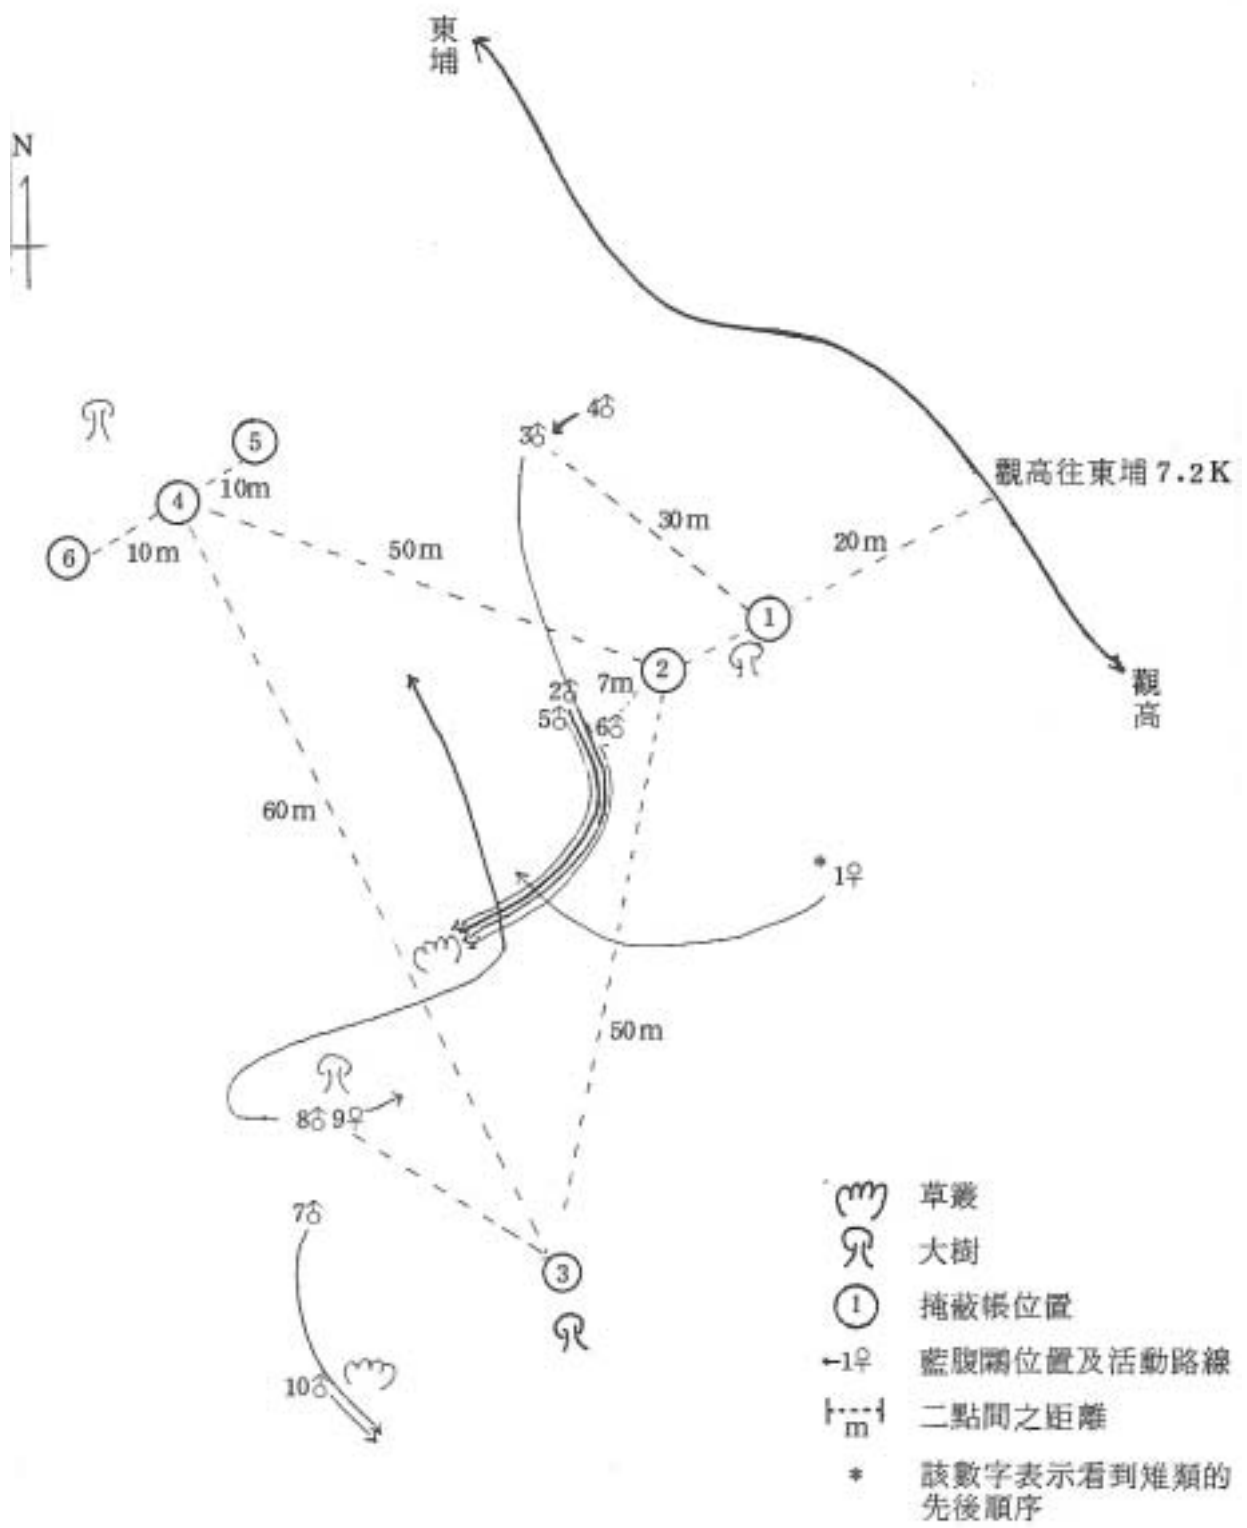 東埔
N
4♂
3♂
⑤
觀高往東埔 7.2K
10m
④
30m
20m
⑥
10m
50m
①
②
觀高
7m
2♂
5♂
6♂
60m
* 1♀
50m
8♂ 9♀
7♂
③
10♂
草叢
大樹
① 掩蔽帳位置
←1♀ 藍腹鷴位置及活動路線
m 二點間之距離
* 該數字表示看到雉類的
先後順序